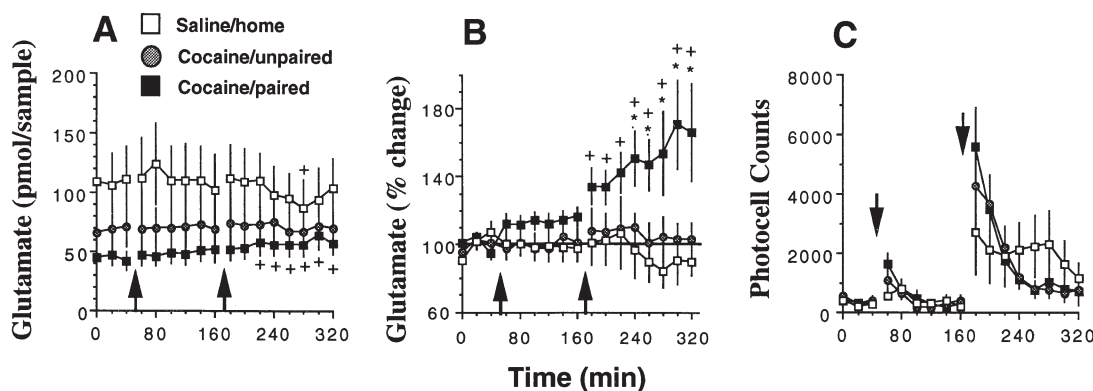 A
Saline/home
Cocaine/unpaired
Cocaine/paired
Glutamate (pmol/sample)
200
150
100
50
0
0 80 160 240 320
B
Glutamate (% change)
180
140
100
60
0 80 160 240 320
+ + + + + + + +
* * * * *
Time (min)
C
Photocell Counts
8000
6000
4000
2000
0
0 80 160 240 320